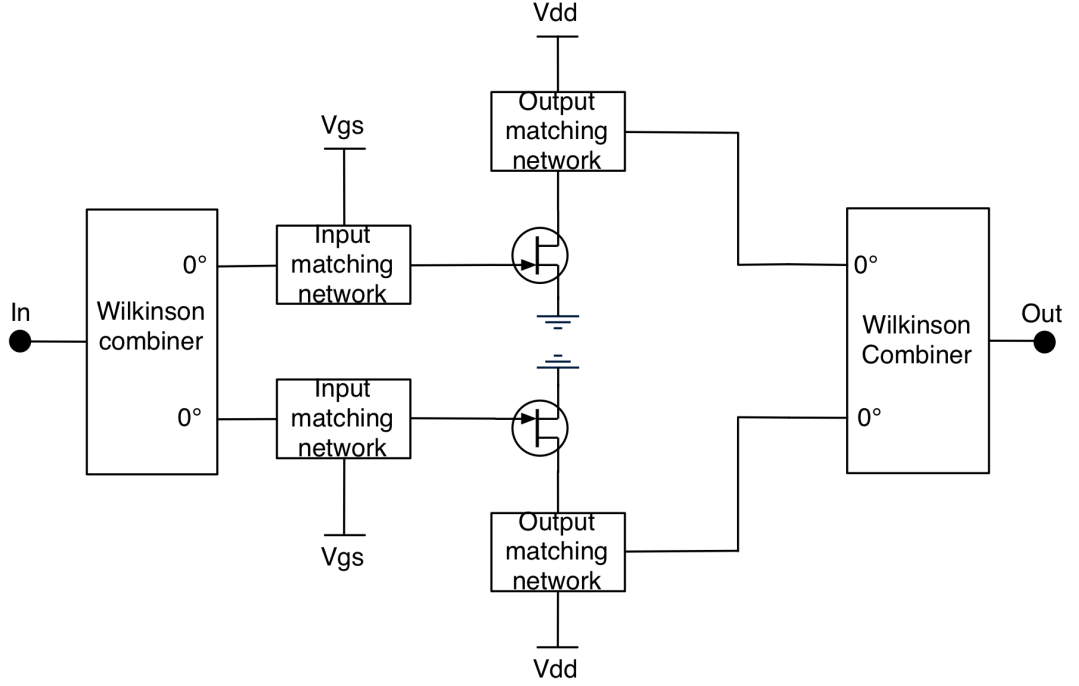 Vdd
Output
matching
network
Vgs
Input
matching
network
0°
0°
In
Wilkinson
combiner
Out
Wilkinson
Combiner
0°
0°
Input
matching
network
Vgs
Output
matching
network
Vdd